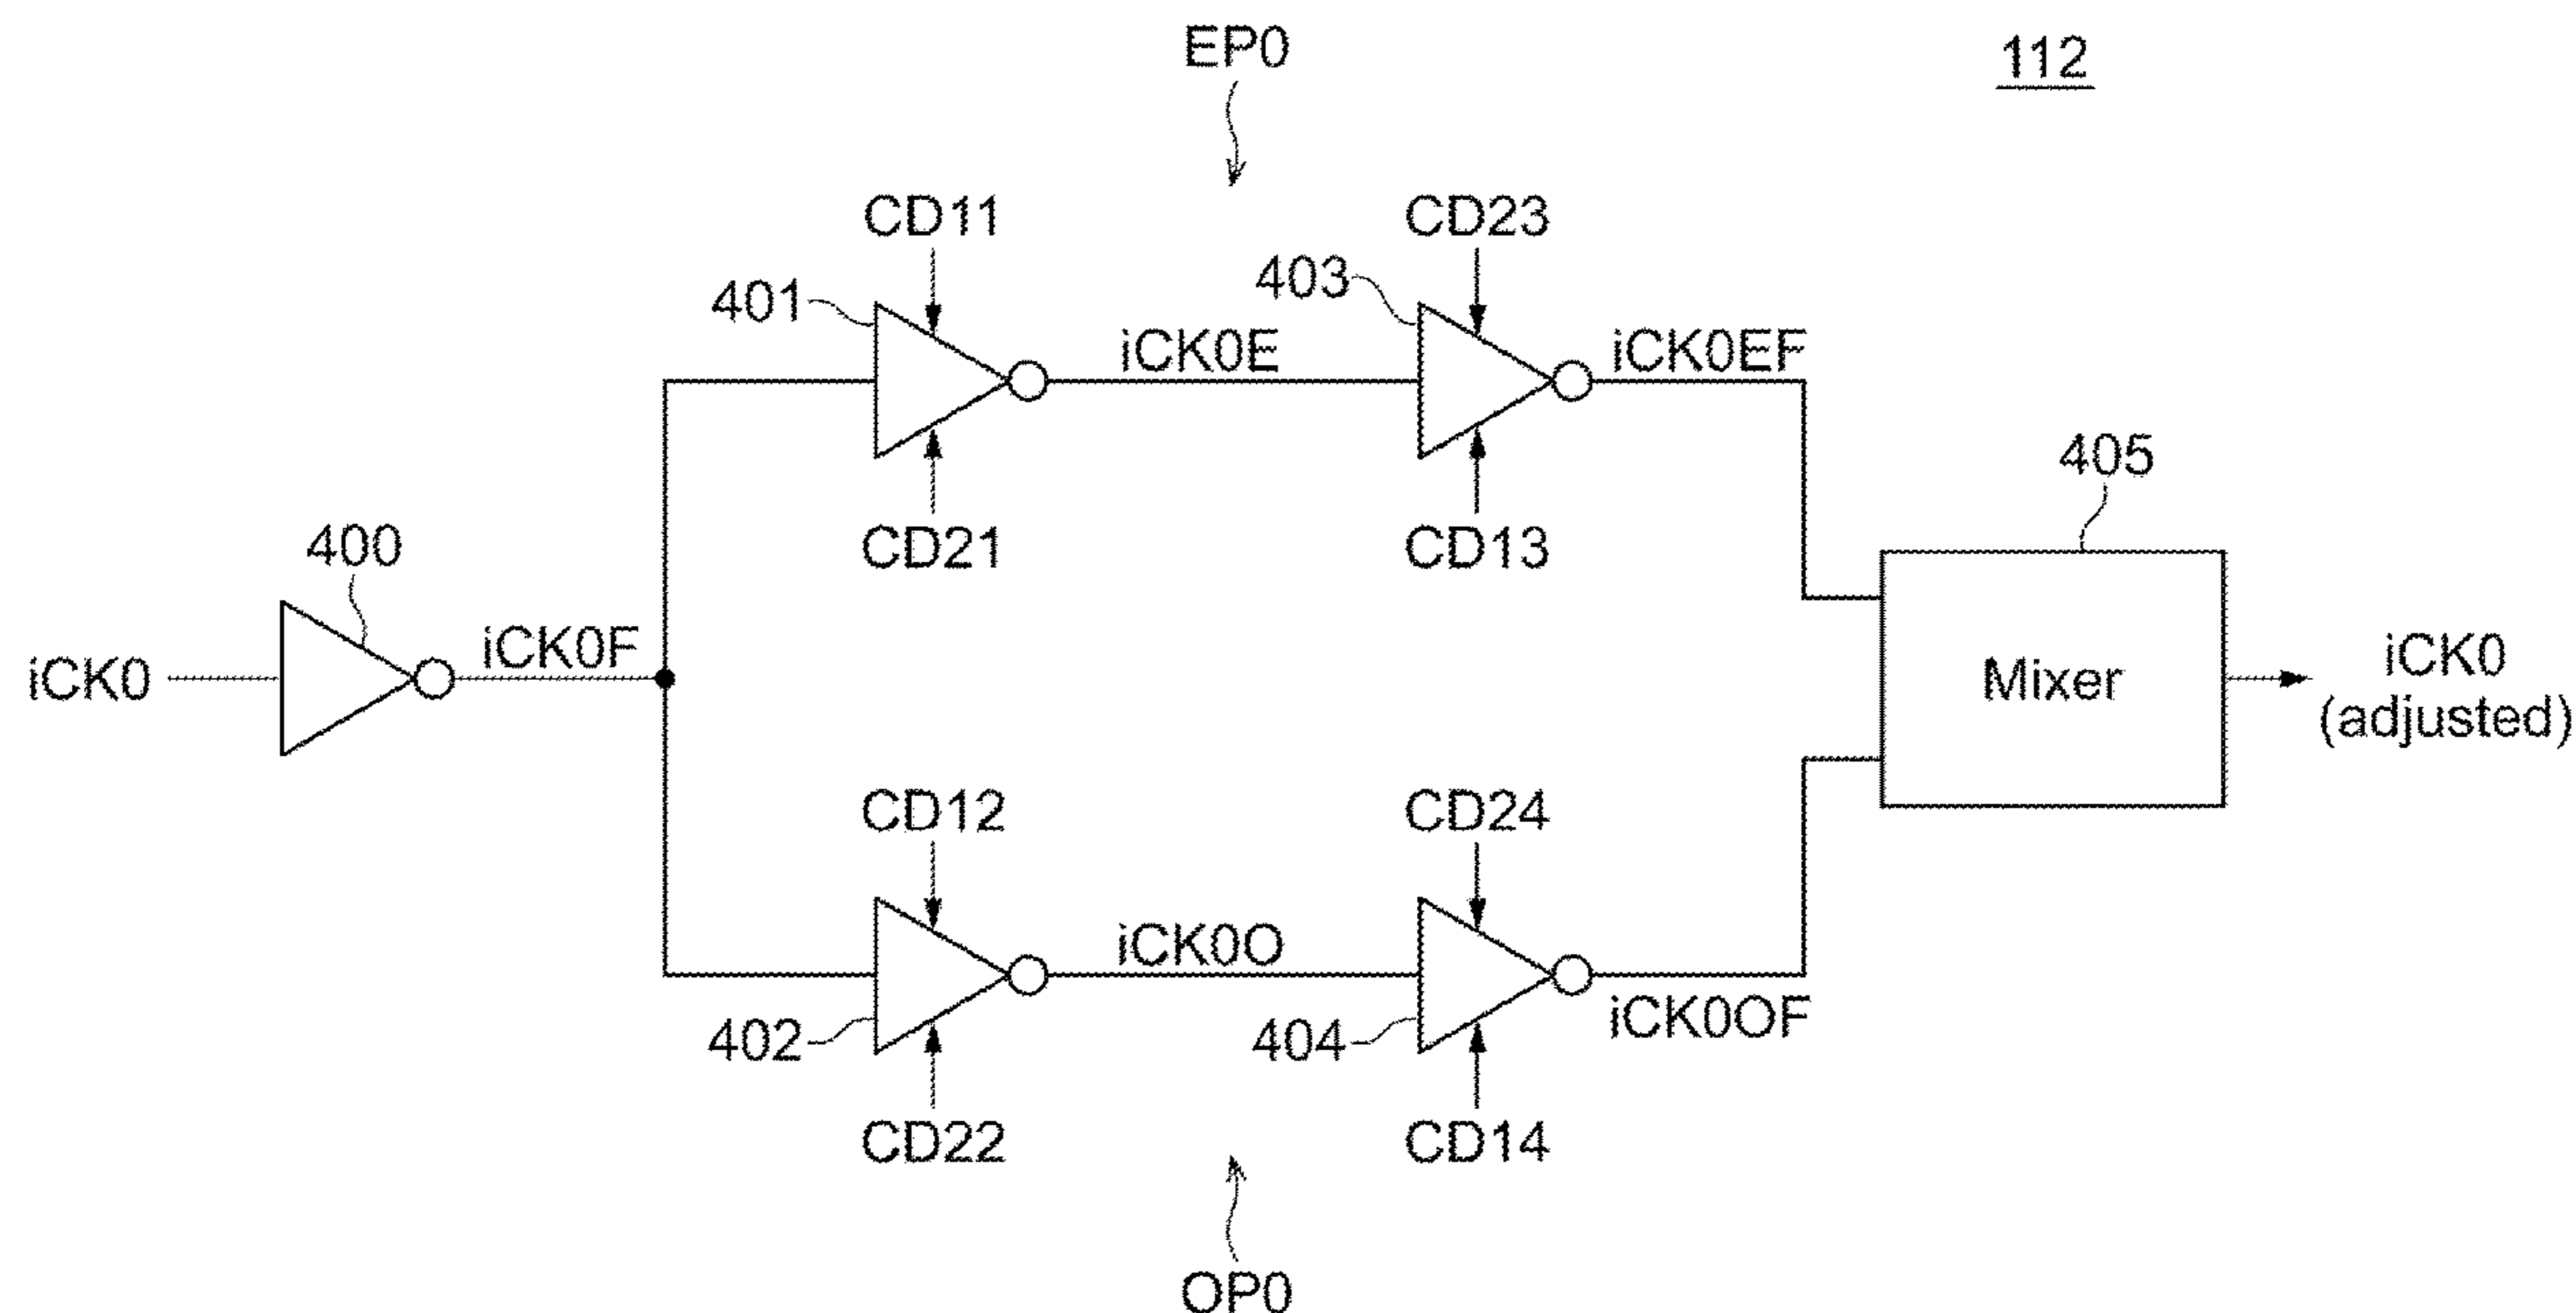 EP0
112
CD11
CD23
401
403
iCK0E
iCK0EF
CD21
CD13
405
400
iCK0
iCK0F
Mixer
iCK0
(adjusted)
CD12
CD24
iCK0O
402
404
iCK0OF
CD22
CD14
OP0